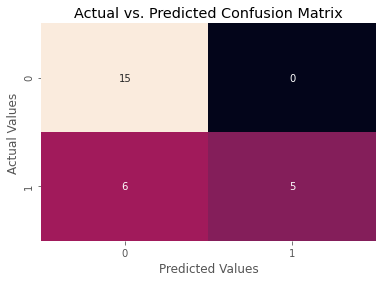 Actual vs. Predicted Confusion Matrix
Actual Values
0
15
0
1
6
5
0
1
Predicted Values